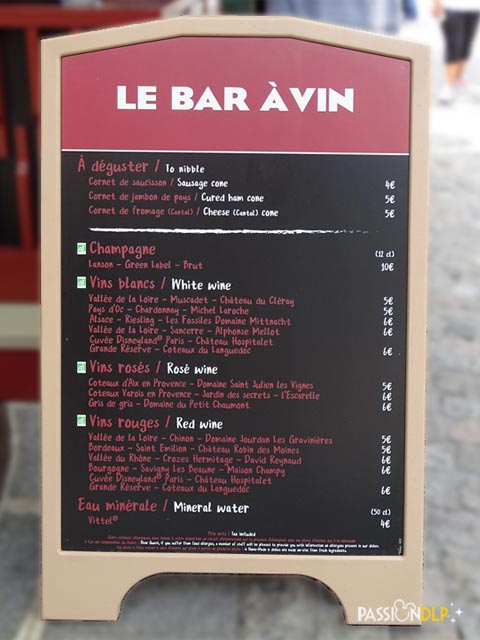 LE BAR À VIN
À déguster / To nibble
Cornet de saucisson / Sausage cone 4€
Cornet de jambon de pays / Cured ham cone 5€
Cornet de fromage (Cantal) / Cheese (Cantal) cone 5€
Champagne (12 cl)
Lanson - Green Label - Brut 10€
Vins blancs / White wine
Vallée de la Loire - Muscadet - Château du Cléray 5€
Pays d'Oc - Chardonnay - Michel Laroche 5€
Alsace - Riesling - Les Fossiles Domaine Mittnacht 6€
Vallée de la Loire - Sancerre - Alphonse Mellot 6€
Cuvée Disneyland® Paris - Château Hospitalet
Grande Réserve - Coteaux du Languedoc 6€
Vins rosés / Rosé wine
Coteaux d'Aix en Provence - Domaine Saint Julien les Vignes 5€
Coteaux Varois en Provence - Jardin des secrets - L'Escarelle 6€
Gris de gris - Domaine du Petit Chaumont 6€
Vins rouges / Red wine
Vallée de la Loire - Chinon - Domaine Jourdan Les Gravinières 5€
Bordeaux - Saint Emilion - Château Robin des Moines 5€
Vallée du Rhône - Crozes Hermitage - David Reynaud 6€
Bourgogne - Savigny Les Beaune - Maison Champy 6€
Cuvée Disneyland® Paris - Château Hospitalet
Grande Réserve - Coteaux du Languedoc 6€
Eau minérale / Mineral water (50 cl)
Vittel® 4€
Prix nets / Tax included
PASSION DLP